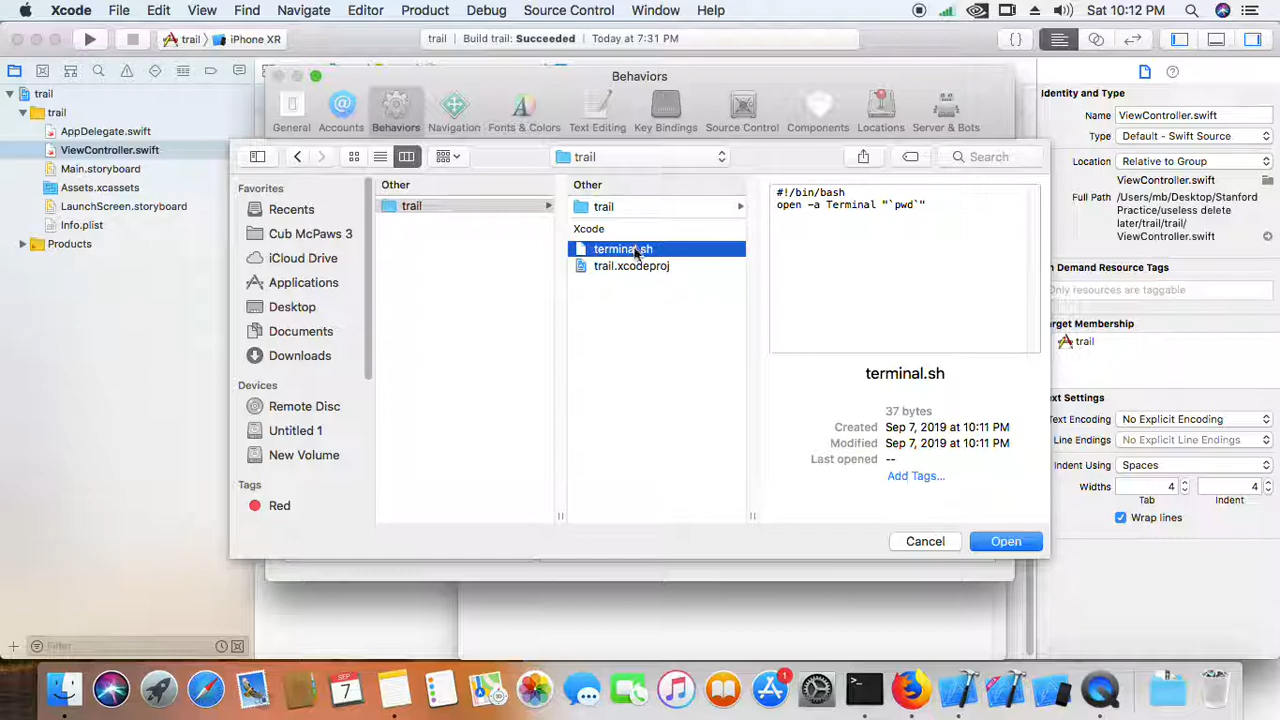 Xcode File Edit View Find Navigate Editor Product Debug Source Control Window Help
Sat 10:12 PM
trail iPhone XR
trail Build trail: Succeeded Today at 7:31 PM
{}
trail
trail
AppDelegate.swift
ViewController.swift
Main.storyboard
Assets.xcassets
LaunchScreen.storyboard
Info.plist
Products
Filter
Behaviors
General Accounts Behaviors Navigation Fonts & Colors Text Editing Key Bindings Source Control Components Locations Server & Bots
trail
Search
Favorites
Recents
Cub McPaws 3
iCloud Drive
Applications
Desktop
Documents
Downloads
Devices
Remote Disc
Untitled 1
New Volume
Tags
Red
Other
trail
Other
trail
Xcode
terminal.sh
trail.xcodeproj
#!/bin/bash
open -a Terminal "`pwd`"
terminal.sh
37 bytes
Created Sep 7, 2019 at 10:11 PM
Modified Sep 7, 2019 at 10:11 PM
Last opened --
Add Tags...
Cancel Open
Identity and Type
Name ViewController.swift
Type Default - Swift Source
Location Relative to Group
ViewController.swift
Full Path /Users/mb/Desktop/Stanford
Practice/useless delete
later/trail/trail/
ViewController.swift
n Demand Resource Tags
Only resources are taggable
arget Membership
trail
ext Settings
Text Encoding No Explicit Encoding
Line Endings No Explicit Line Endings
Indent Using Spaces
Widths 4 4
Tab Indent
Wrap lines
SEP
7
1